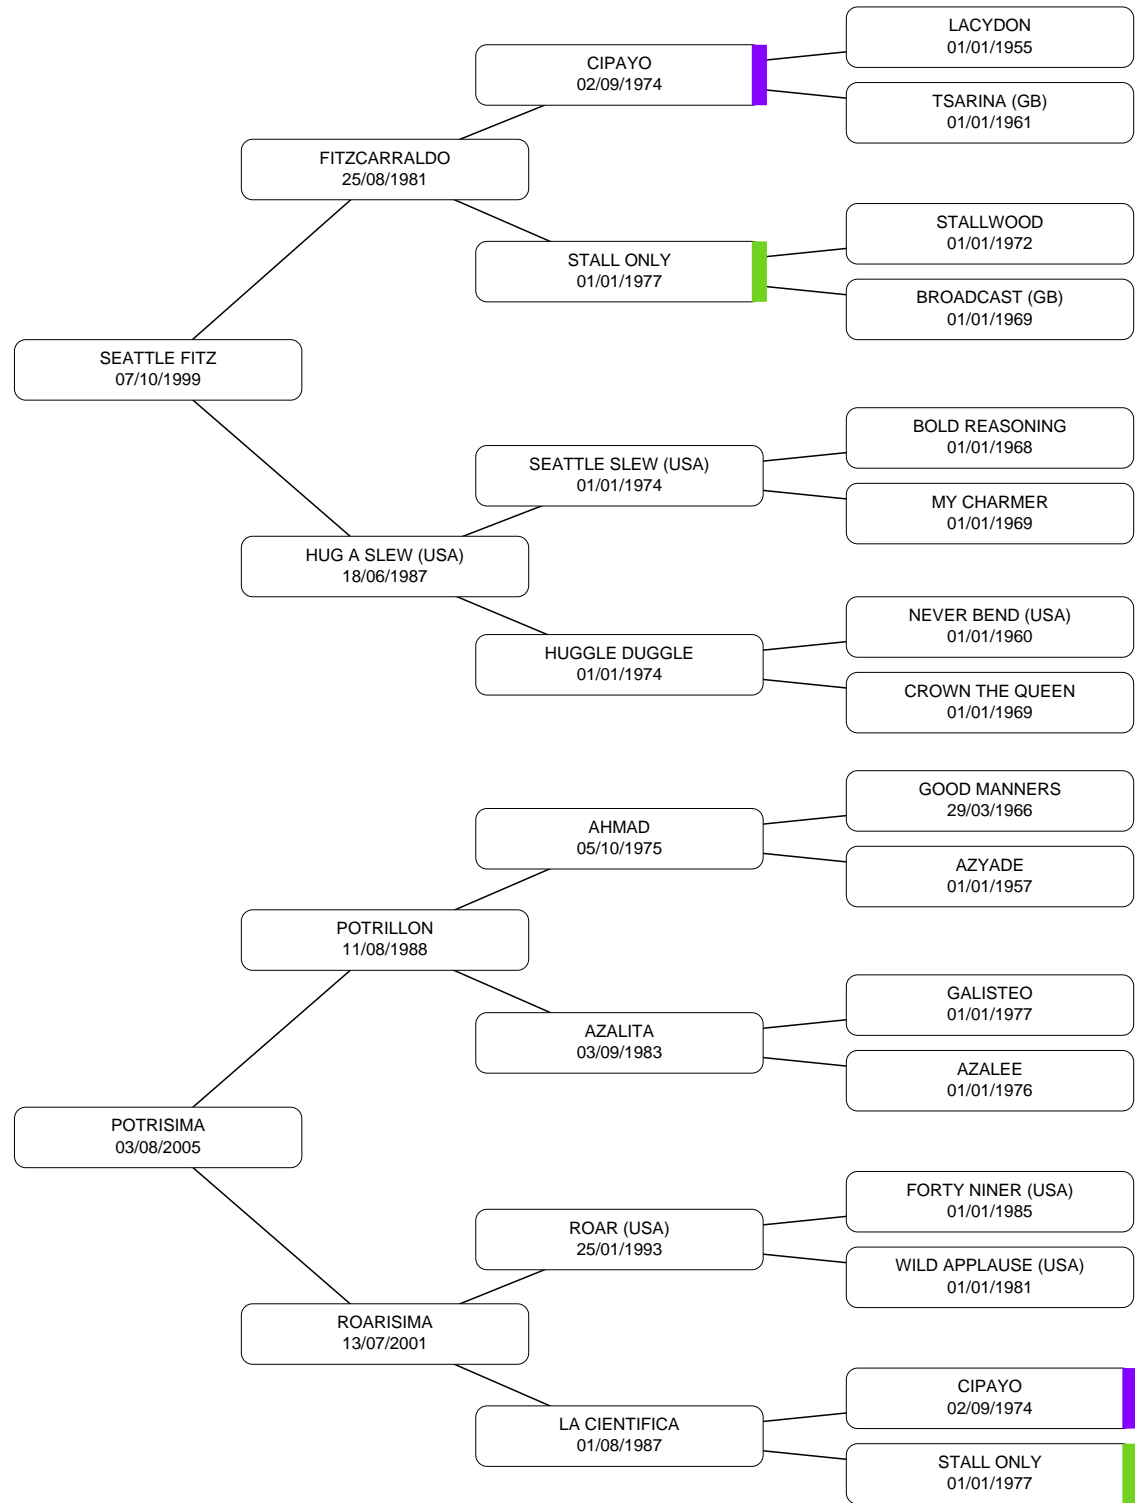 LACYDON
01/01/1955
CIPAYO
02/09/1974
TSARINA (GB)
01/01/1961
FITZCARRALDO
25/08/1981
STALLWOOD
01/01/1972
STALL ONLY
01/01/1977
BROADCAST (GB)
01/01/1969
SEATTLE FITZ
07/10/1999
BOLD REASONING
01/01/1968
SEATTLE SLEW (USA)
01/01/1974
MY CHARMER
01/01/1969
HUG A SLEW (USA)
18/06/1987
NEVER BEND (USA)
01/01/1960
HUGGLE DUGGLE
01/01/1974
CROWN THE QUEEN
01/01/1969
GOOD MANNERS
29/03/1966
AHMAD
05/10/1975
AZYADE
01/01/1957
POTRILLON
11/08/1988
GALISTEO
01/01/1977
AZALITA
03/09/1983
AZALEE
01/01/1976
POTRISIMA
03/08/2005
FORTY NINER (USA)
01/01/1985
ROAR (USA)
25/01/1993
WILD APPLAUSE (USA)
01/01/1981
ROARISIMA
13/07/2001
CIPAYO
02/09/1974
LA CIENTIFICA
01/08/1987
STALL ONLY
01/01/1977